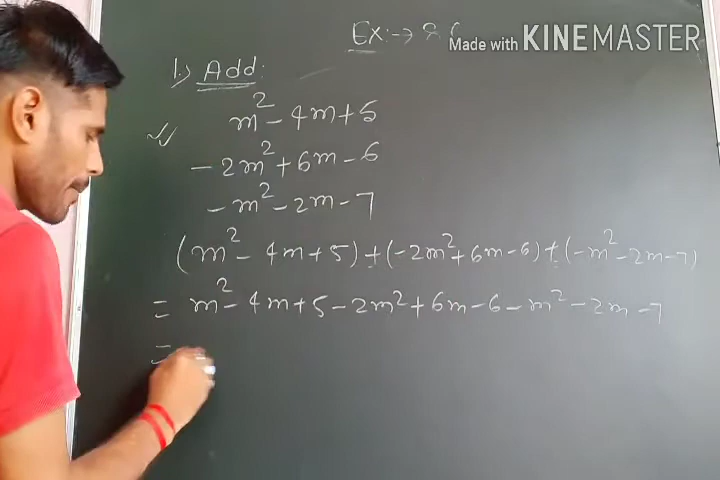 Ex:→
Made with KINEMASTER
1.) Add:
m² - 4m + 5
- 2m² + 6m - 6
- m² - 2m - 7
(m² - 4m + 5) + (-2m² + 6m - 6) + (-m² - 2m - 7)
= m² - 4m + 5 - 2m² + 6m - 6 - m² - 2m - 7
=